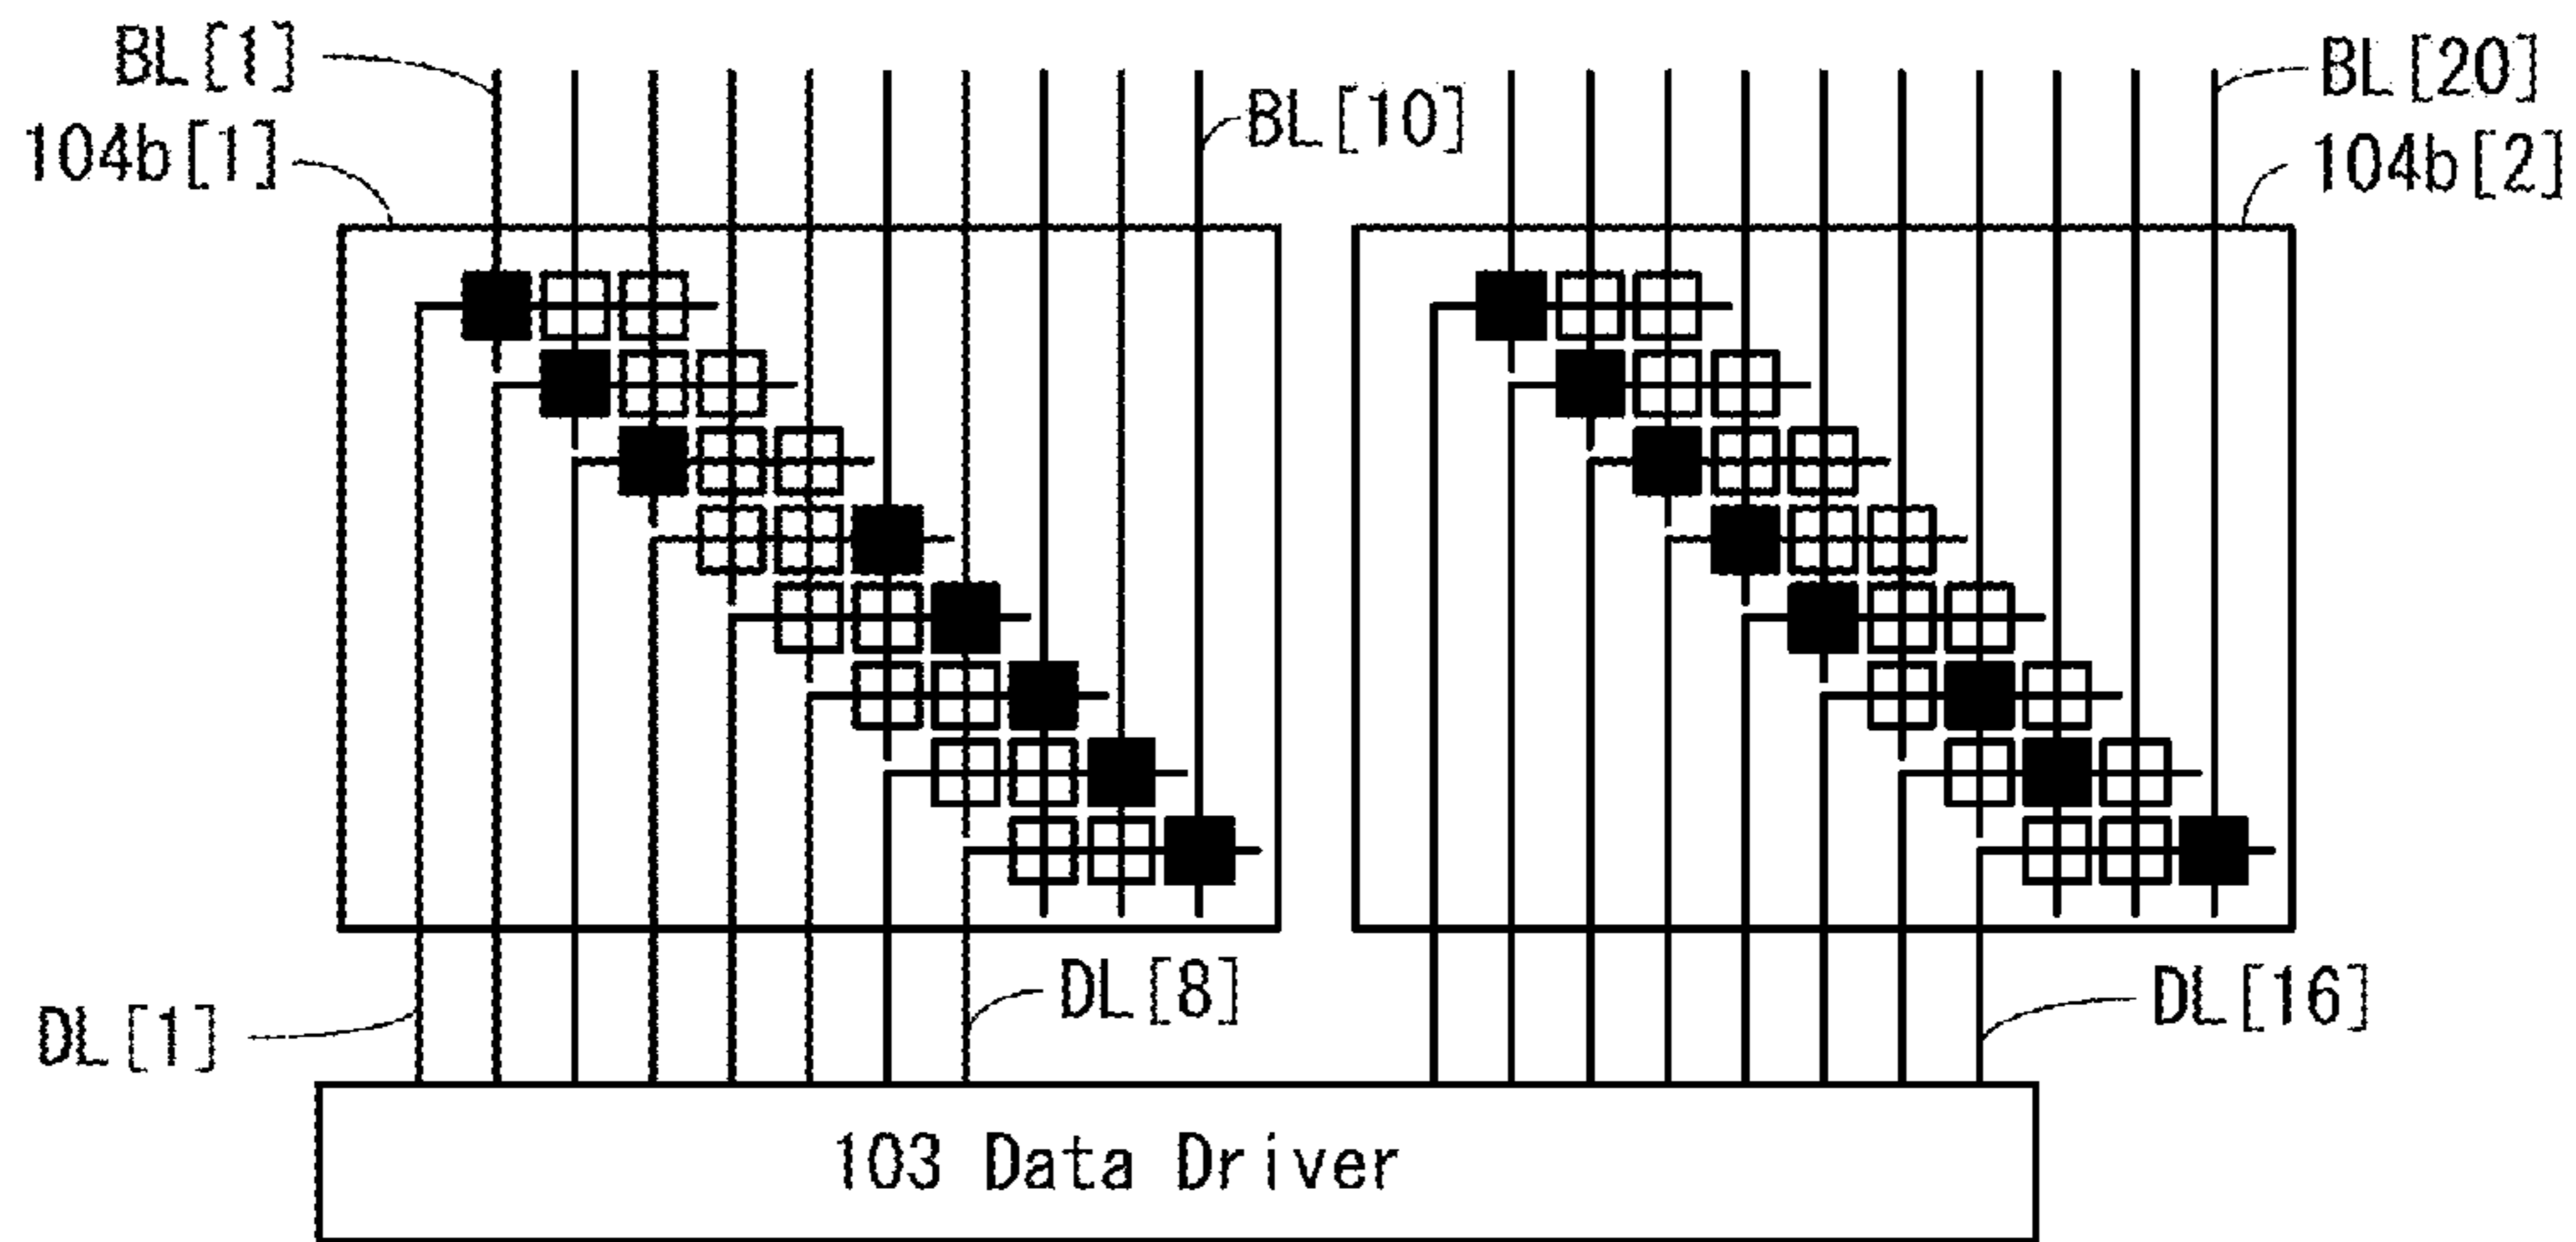 BL[1]
BL[20]
BL[10]
104b[1]
104b[2]
DL[8]
DL[16]
DL[1]
103 Data Driver